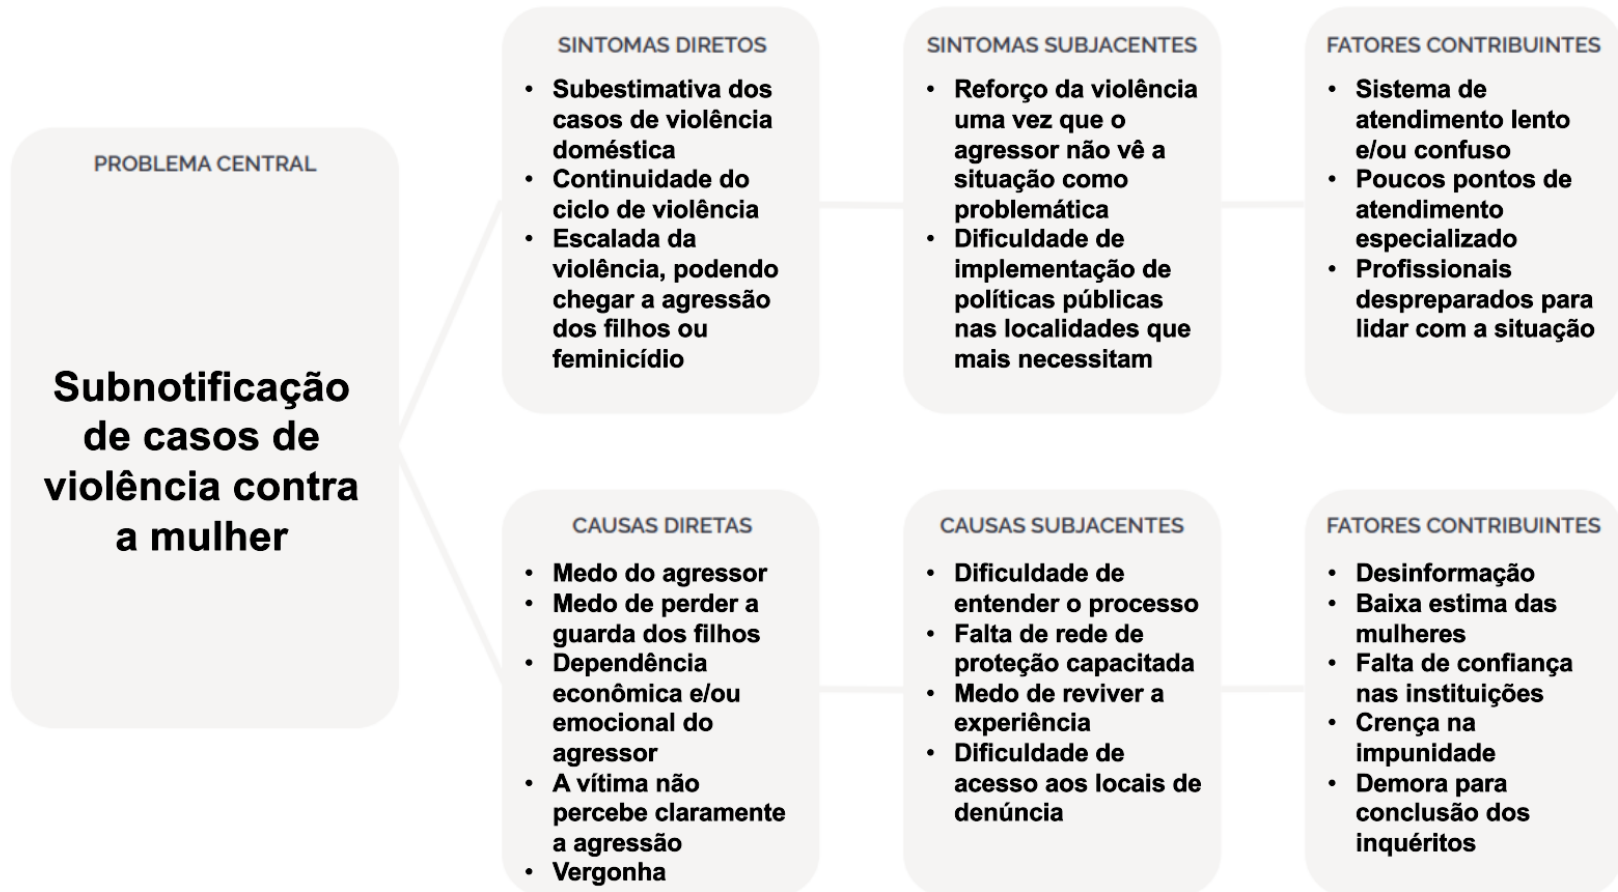 PROBLEMA CENTRAL
Subnotificação
de casos de
violência contra
a mulher
SINTOMAS DIRETOS
• Subestimativa dos
casos de violência
doméstica
• Continuidade do
ciclo de violência
• Escalada da
violência, podendo
chegar a agressão
dos filhos ou
feminicídio
SINTOMAS SUBJACENTES
• Reforço da violência
uma vez que o
agressor não vê a
situação como
problemática
• Dificuldade de
implementação de
políticas públicas
nas localidades que
mais necessitam
FATORES CONTRIBUINTES
• Sistema de
atendimento lento
e/ou confuso
• Poucos pontos de
atendimento
especializado
• Profissionais
despreparados para
lidar com a situação
CAUSAS DIRETAS
• Medo do agressor
• Medo de perder a
guarda dos filhos
• Dependência
econômica e/ou
emocional do
agressor
• A vítima não
percebe claramente
a agressão
• Vergonha
CAUSAS SUBJACENTES
• Dificuldade de
entender o processo
• Falta de rede de
proteção capacitada
• Medo de reviver a
experiência
• Dificuldade de
acesso aos locais de
denúncia
FATORES CONTRIBUINTES
• Desinformação
• Baixa estima das
mulheres
• Falta de confiança
nas instituições
• Crença na
impunidade
• Demora para
conclusão dos
inquéritos